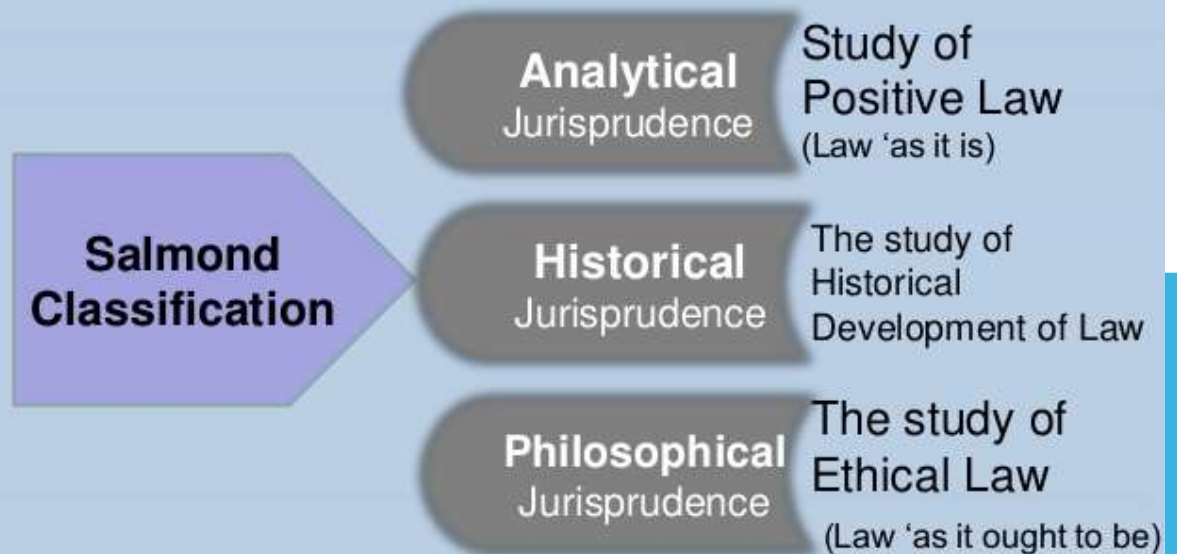 Salmond
Classification
Analytical
Jurisprudence
Study of
Positive Law
(Law ‘as it is)
Historical
Jurisprudence
The study of
Historical
Development of Law
Philosophical
Jurisprudence
The study of
Ethical Law
(Law ‘as it ought to be)